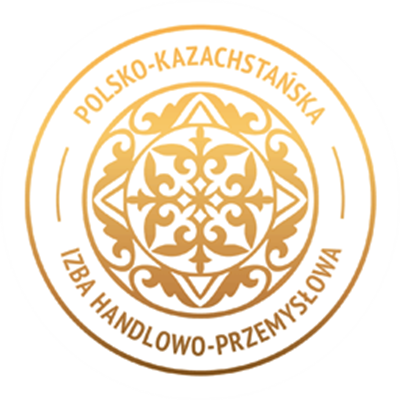 POLSKO-KAZACHSTAŃSKA
IZBA HANDLOWO-PRZEMYSŁOWA